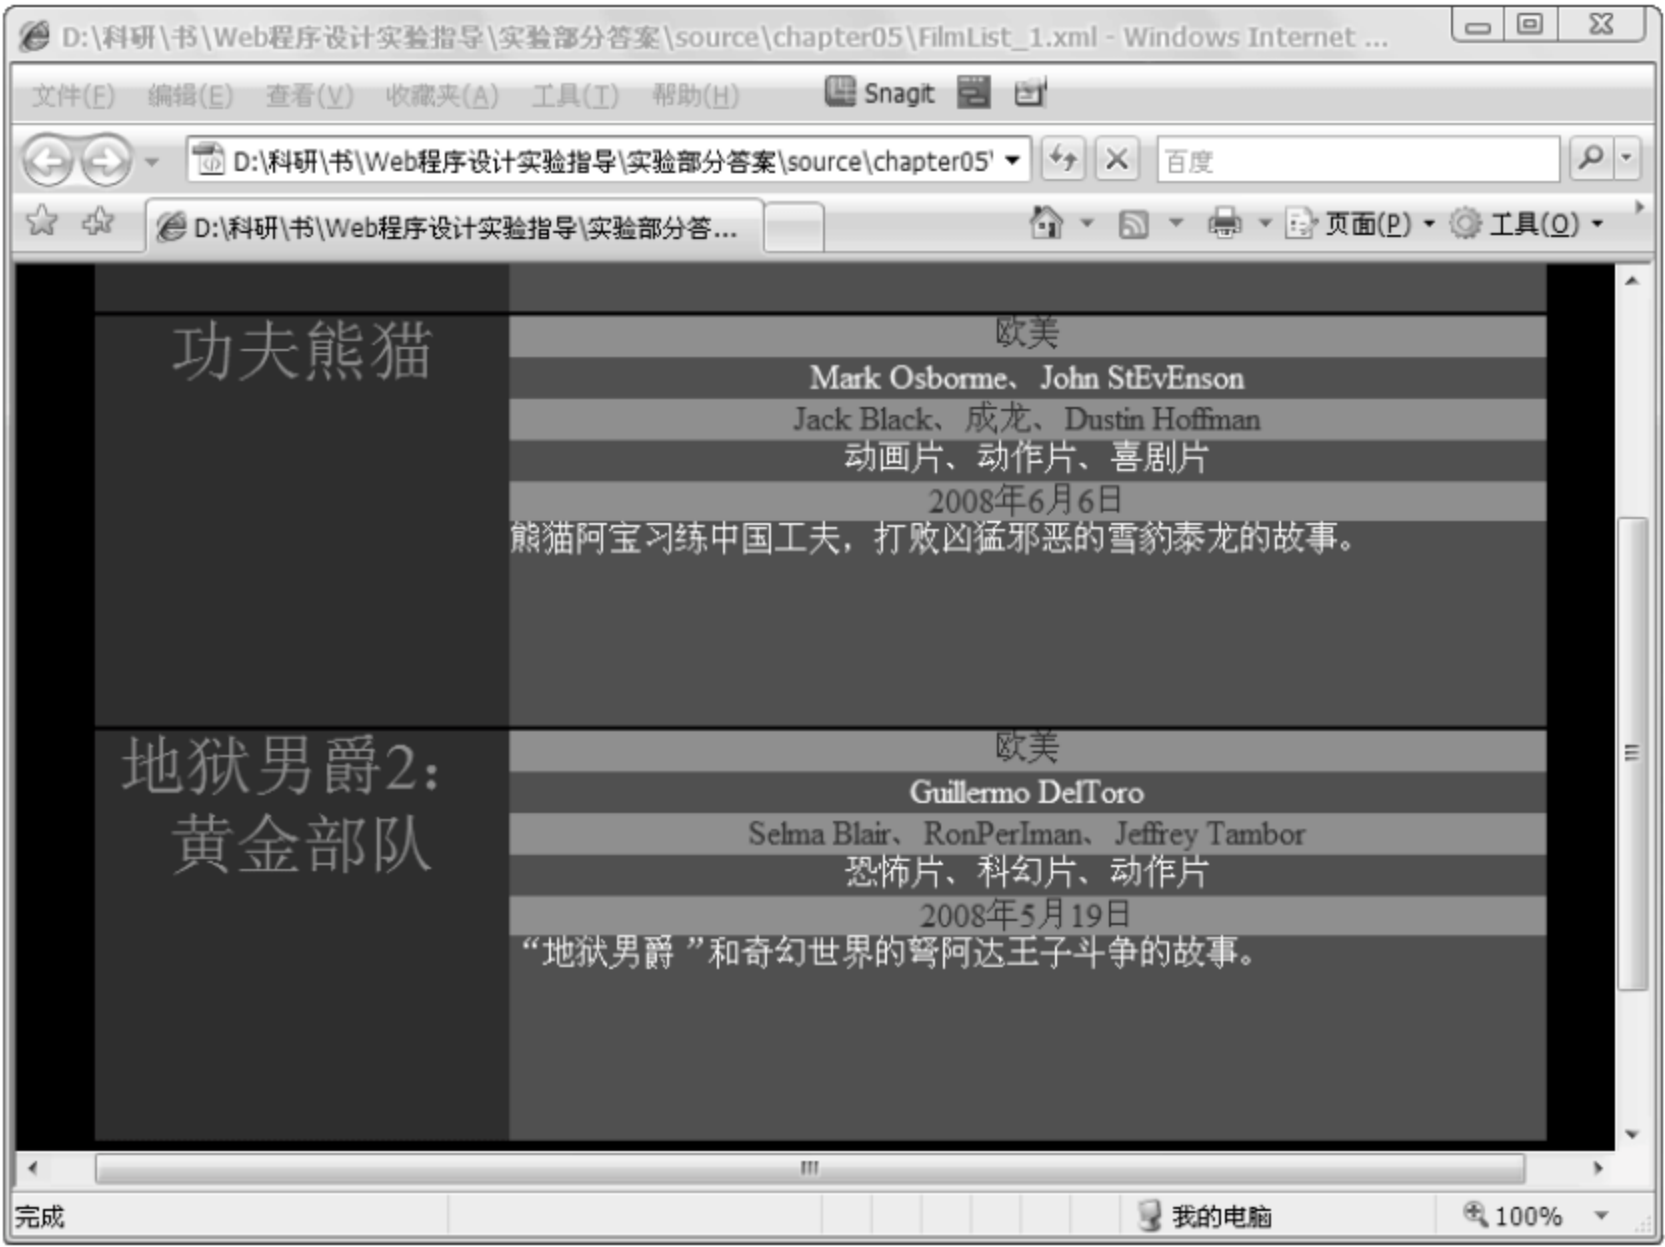 D:\科研\书\Web程序设计实验指导\实验部分答案\source\chapter05\FilmList_1.xml - Windows Internet ...
文件(F) 编辑(E) 查看(V) 收藏夹(A) 工具(T) 帮助(H) Snagit
D:\科研\书\Web程序设计实验指导\实验部分答案\source\chapter05\ 百度
D:\科研\书\Web程序设计实验指导\实验部分答... 页面(P) 工具(O)
功夫熊猫
欧美
Mark Osborme、John StEvEnson
Jack Black、成龙、Dustin Hoffman
动画片、动作片、喜剧片
2008年6月6日
熊猫阿宝习练中国工夫，打败凶猛邪恶的雪豹泰龙的故事。
地狱男爵2：
黄金部队
欧美
Guillermo DelToro
Selma Blair、RonPerIman、Jeffrey Tambor
恐怖片、科幻片、动作片
2008年5月19日
“地狱男爵”和奇幻世界的弩阿达王子斗争的故事。
完成 我的电脑 100%